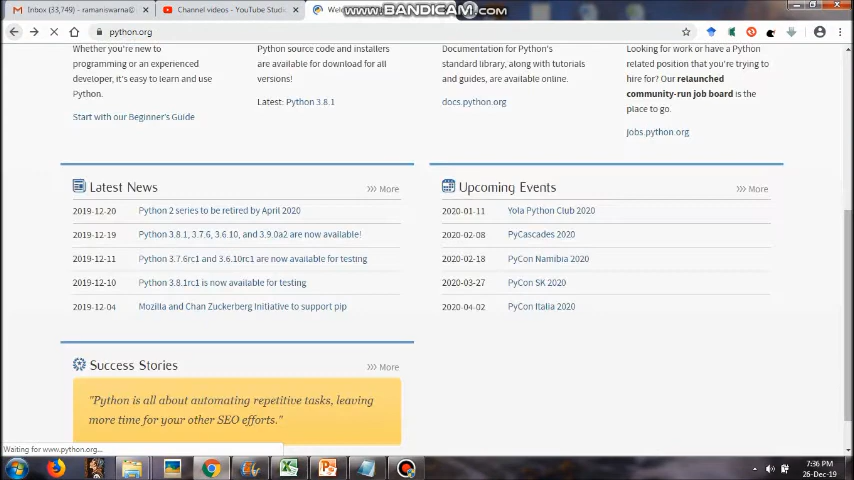 Inbox (33,749) - ramaniswarna@
Channel videos - YouTube Studi
Welc
www.BANDICAM.com
python.org
Whether you're new to
programming or an experienced
developer, it's easy to learn and use
Python.
Start with our Beginner's Guide
Python source code and installers
are available for download for all
versions!
Latest: Python 3.8.1
Documentation for Python's
standard library, along with tutorials
and guides, are available online.
docs.python.org
Looking for work or have a Python
related position that you're trying to
hire for? Our relaunched
community-run job board is the
place to go.
jobs.python.org
Latest News
>>> More
2019-12-20 Python 2 series to be retired by April 2020
2019-12-19 Python 3.8.1, 3.7.6, 3.6.10, and 3.9.0a2 are now available!
2019-12-11 Python 3.7.6rc1 and 3.6.10rc1 are now available for testing
2019-12-10 Python 3.8.1rc1 is now available for testing
2019-12-04 Mozilla and Chan Zuckerberg Initiative to support pip
Upcoming Events
>>> More
2020-01-11 Yola Python Club 2020
2020-02-08 PyCascades 2020
2020-02-18 PyCon Namibia 2020
2020-03-27 PyCon SK 2020
2020-04-02 PyCon Italia 2020
Success Stories
>>> More
"Python is all about automating repetitive tasks, leaving
more time for your other SEO efforts."
Waiting for www.python.org...
7:36 PM
26-Dec-19